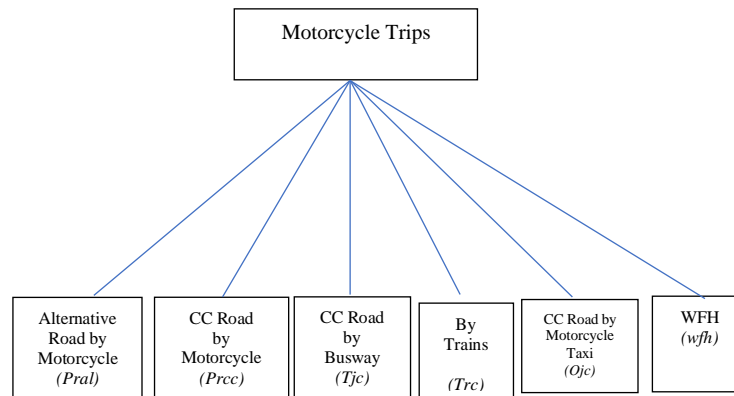 Motorcycle Trips
Alternative
Road by
Motorcycle
(Pral)
CC Road
by
Motorcycle
(Prcc)
CC Road
by
Busway
(Tjc)
By
Trains
(Trc)
CC Road by
Motorcycle
Taxi
(Ojc)
WFH
(wfh)